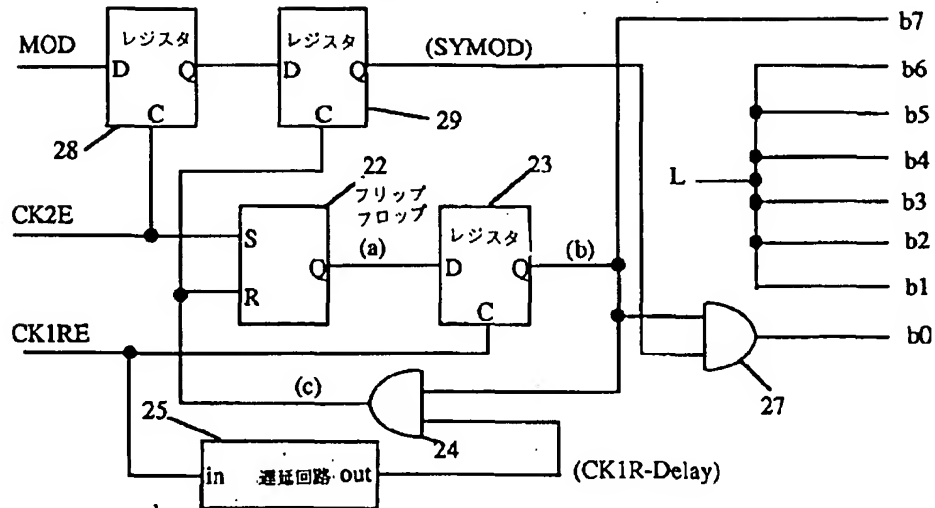 MOD
レジスタ
D
Q
C
28
レジスタ
D
Q
C
29
(SYMOD)
b7
b6
b5
b4
b3
b2
b1
b0
L
CK2E
22
フリップ
フロップ
S
R
Q
(a)
23
レジスタ
D
Q
C
(b)
CK1RE
(c)
24
25
in 遅延回路 out
(CK1R-Delay)
27